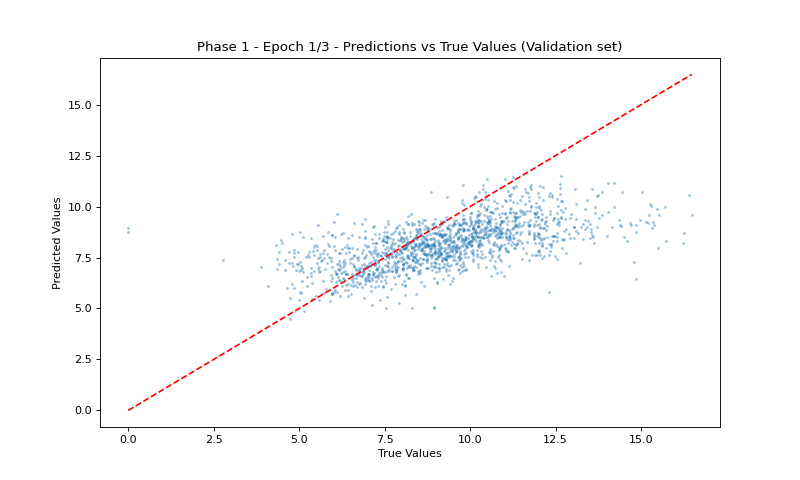 Phase 1 - Epoch 1/3 - Predictions vs True Values (Validation set)
Predicted Values
15.0
12.5
10.0
7.5
5.0
2.5
0.0
0.0 2.5 5.0 7.5 10.0 12.5 15.0
True Values